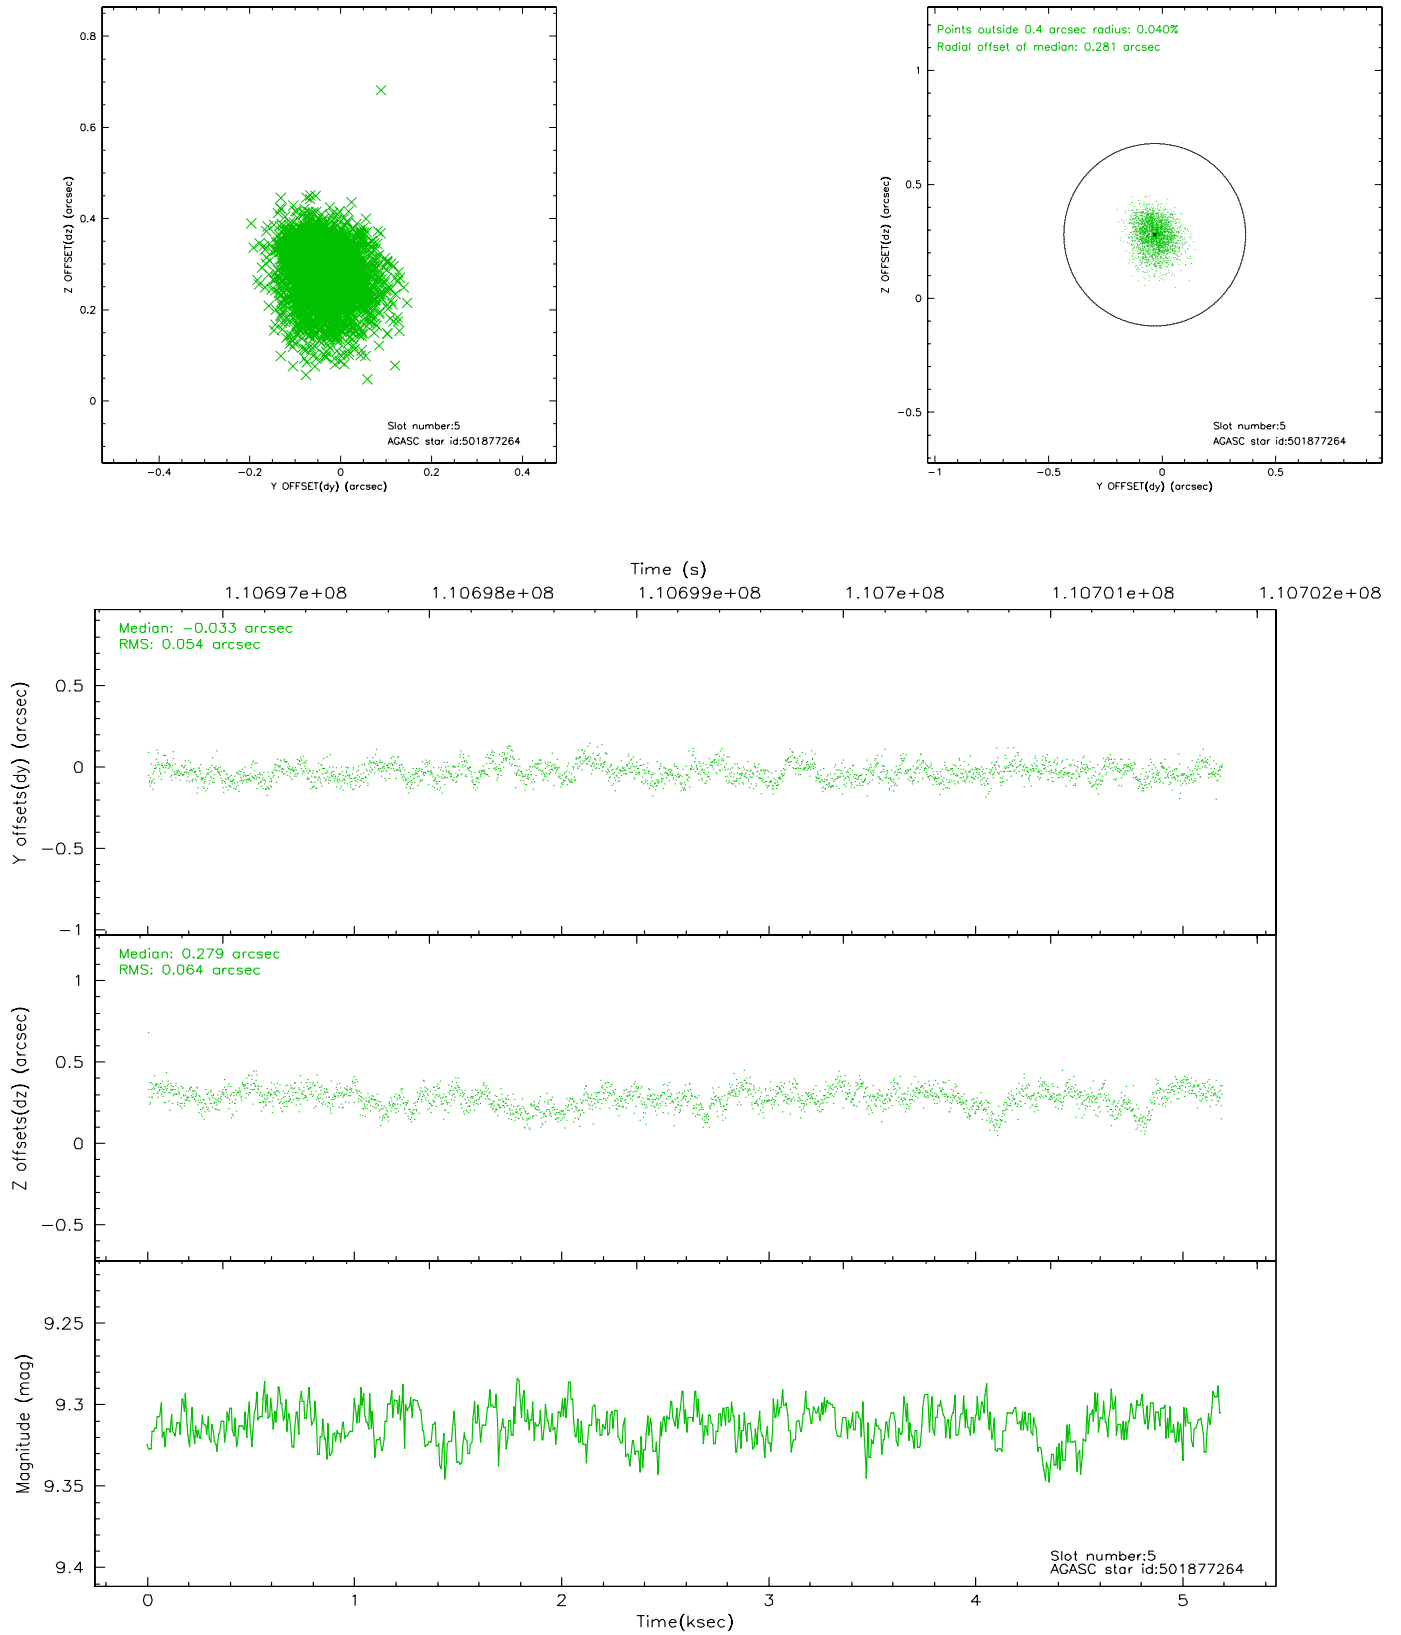 0.8
0.6
0.4
0.2
0
Z OFFSET(dz) (arcsec)
Slot number:5
AGASC star id:501877264
−0.4 −0.2 0 0.2 0.4
Y OFFSET(dy) (arcsec)
Points outside 0.4 arcsec radius: 0.040%
Radial offset of median: 0.281 arcsec
1
0.5
0
−0.5
Z OFFSET(dz) (arcsec)
Slot number:5
AGASC star id:501877264
−1 −0.5 0 0.5
Y OFFSET(dy) (arcsec)
Time (s)
1.10697e+08 1.10698e+08 1.10699e+08 1.107e+08 1.10701e+08 1.10702e+08
Median: −0.033 arcsec
RMS: 0.054 arcsec
0.5
0
−0.5
−1
Y offsets(dy) (arcsec)
Median: 0.279 arcsec
RMS: 0.064 arcsec
1
0.5
0
−0.5
Z offsets(dz) (arcsec)
9.25
9.3
9.35
9.4
Magnitude (mag)
Slot number:5
AGASC star id:501877264
0 1 2 3 4 5
Time(ksec)